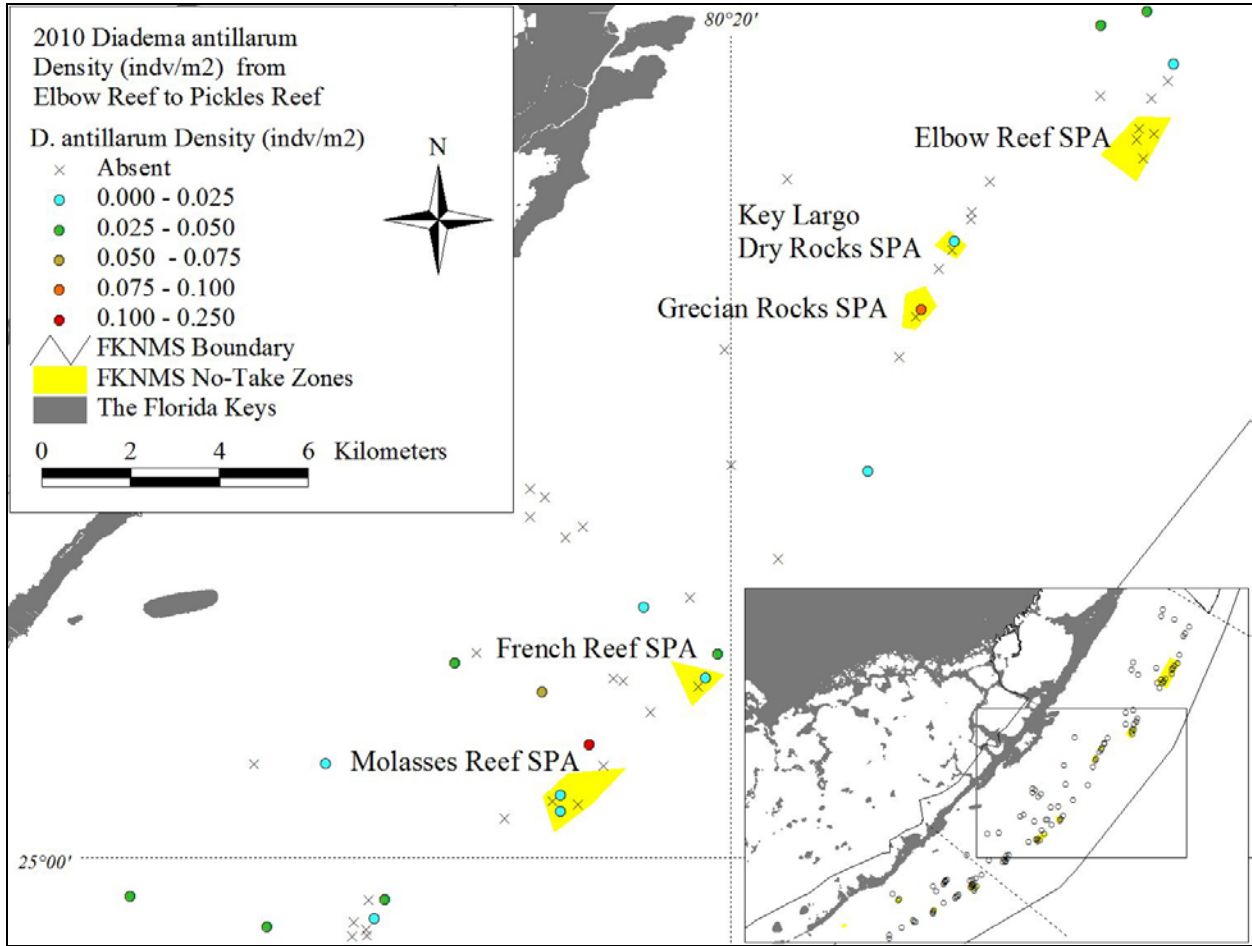 2010 Diadema antillarum
Density (indv/m2) from
Elbow Reef to Pickles Reef
D. antillarum Density (indv/m2)
Absent
0.000 - 0.025
0.025 - 0.050
0.050 - 0.075
0.075 - 0.100
0.100 - 0.250
FKNMS Boundary
FKNMS No-Take Zones
The Florida Keys
0 2 4 6 Kilometers
N
80°20'
Elbow Reef SPA
Key Largo
Dry Rocks SPA
Grecian Rocks SPA
French Reef SPA
Molasses Reef SPA
25°00'